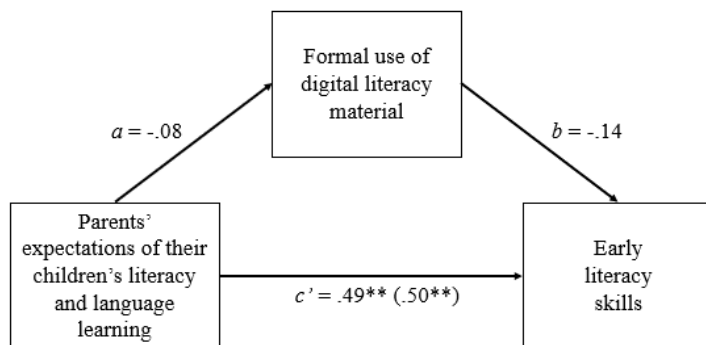 Formal use of
digital literacy
material
a = -.08
b = -.14
Parents’
expectations of their
children’s literacy
and language
learning
c’ = .49** (.50**)
Early
literacy
skills